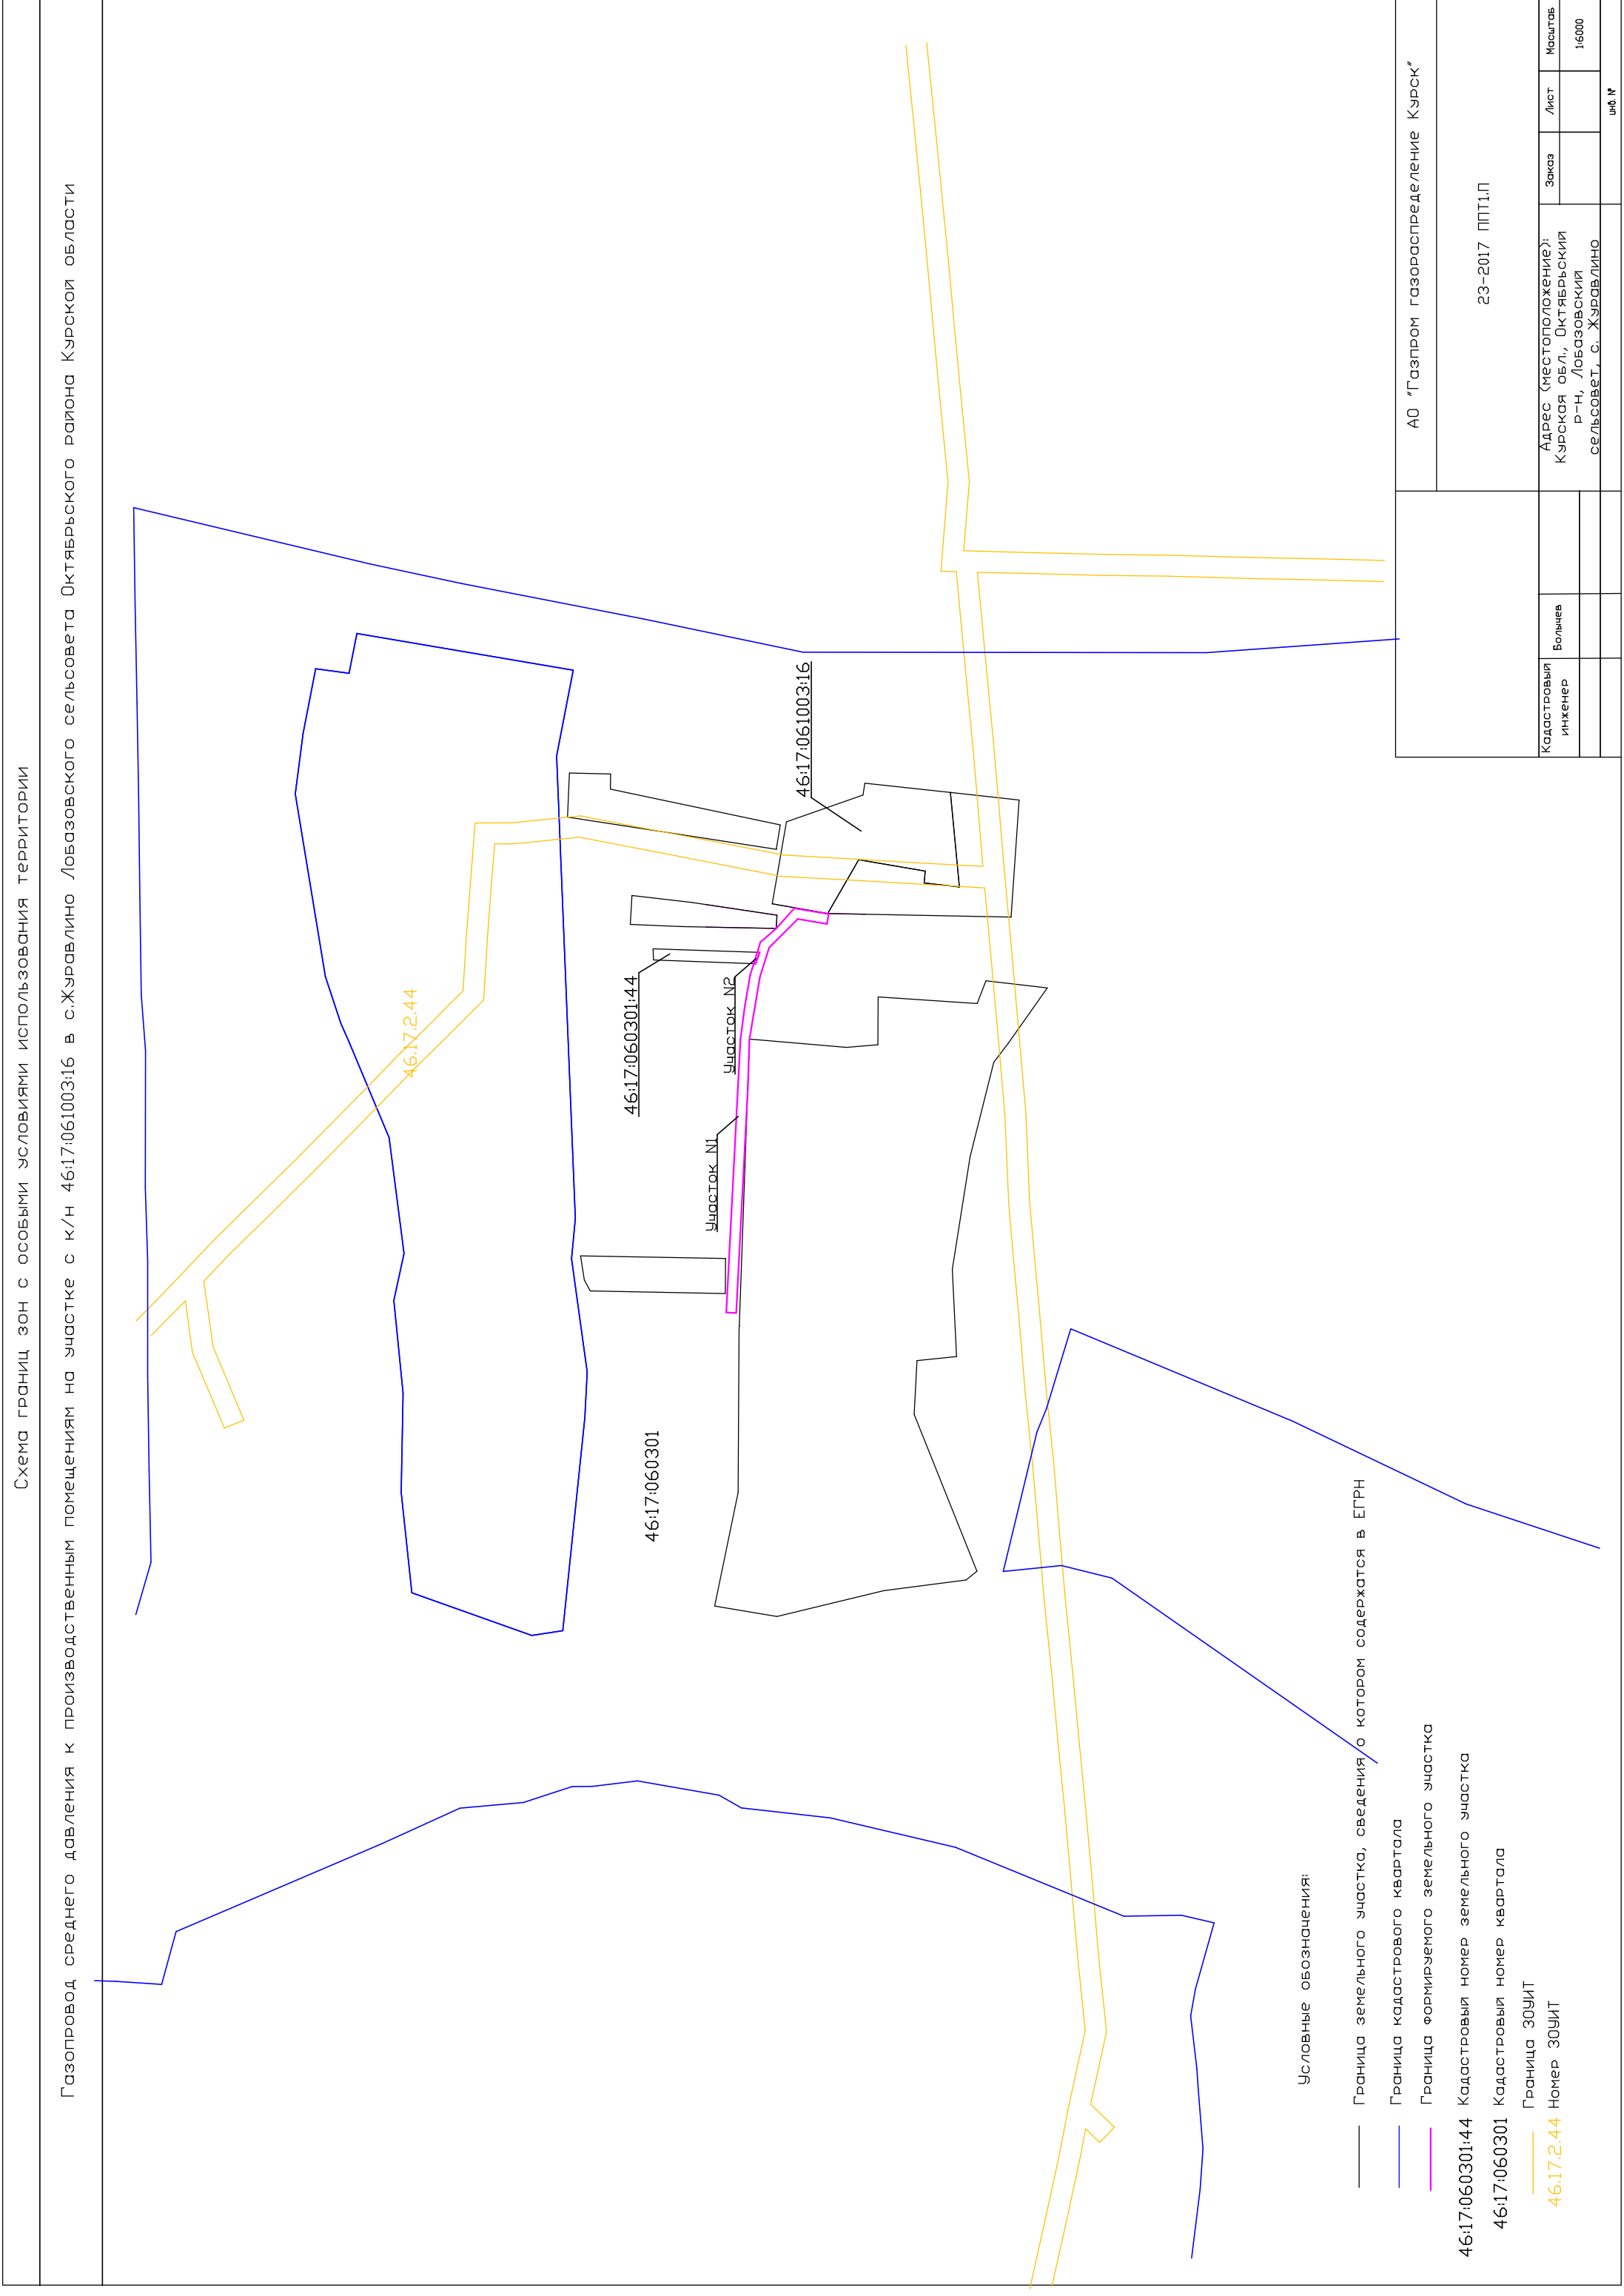 Схема границ зон с особыми условиями использования территории
Газопровод среднего давления к производственным помещениям на участке с к/н 46:17:061003:16 в с.Журавлино Лобазовского сельсовета Октябрьского района Курской области
46.17.2.44
46:17:060301
46:17:060301:44
Участок N1
Участок N2
46:17:061003:16
Условные обозначения:
Граница земельного участка, сведения о котором содержатся в ЕГРН
Граница кадастрового квартала
Граница формируемого земельного участка
46:17:060301:44 Кадастровый номер земельного участка
46:17:060301 Кадастровый номер квартала
Граница ЗОУИТ
46.17.2.44 Номер ЗОУИТ
АО "Газпром газораспределение Курск"
23-2017 ППТ1.П
Кадастровый
инженер
Болычев
Адрес (местоположение):
Курская обл., Октябрьский
р-н, Лобазовский
сельсовет, с. Журавлино
Заказ
Лист
Масштаб
1:6000
инв. №